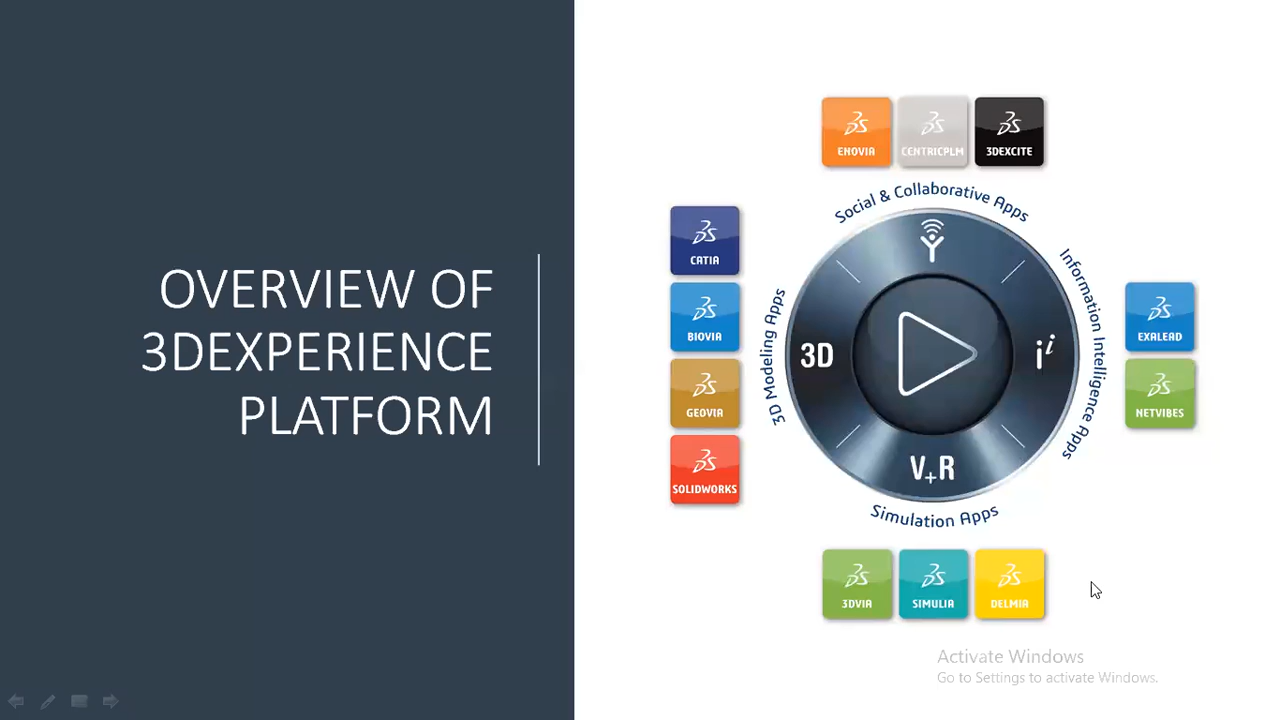 OVERVIEW OF
3DEXPERIENCE
PLATFORM
ENOVIA
CENTRICPLM
3DEXCITE
Social & Collaborative Apps
CATIA
BIOVIA
GEOVIA
SOLIDWORKS
3D Modeling Apps
3D
i i
V+R
Information Intelligence Apps
EXALEAD
NETVIBES
Simulation Apps
3DVIA
SIMULIA
DELMIA
Activate Windows
Go to Settings to activate Windows.